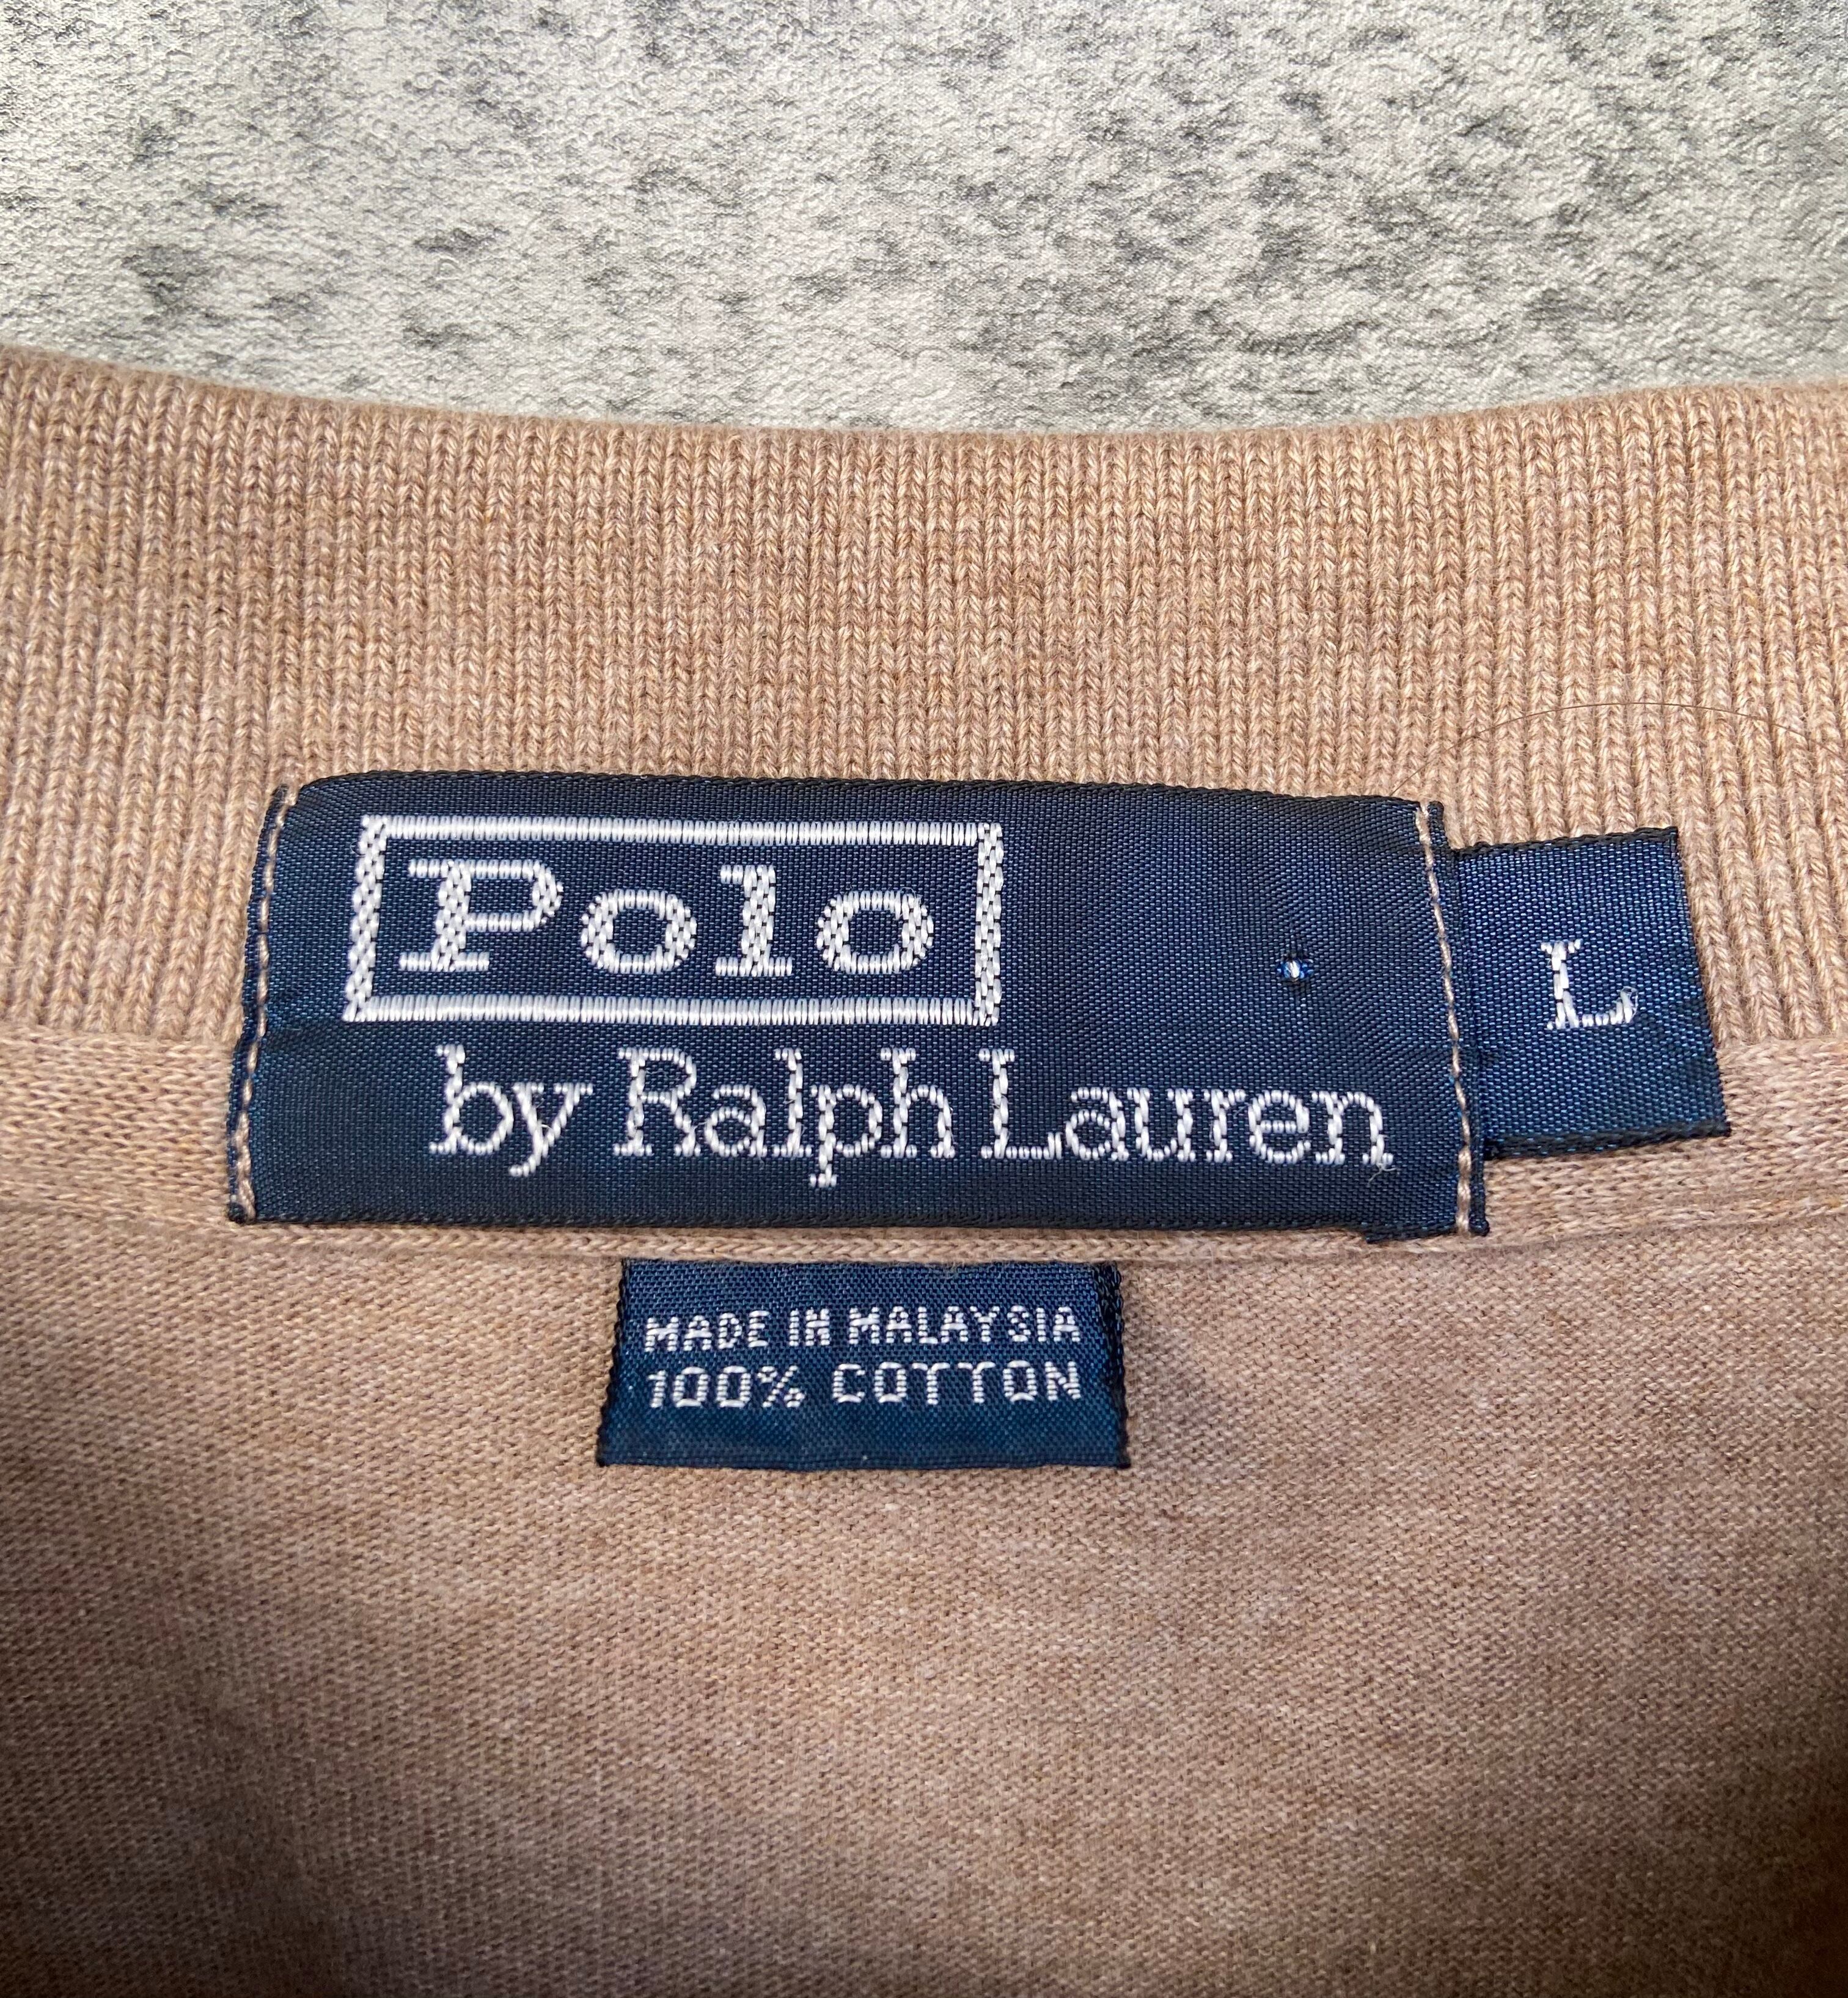 Polo
by Ralph Lauren
L
MADE IN MALAYSIA
100% COTTON